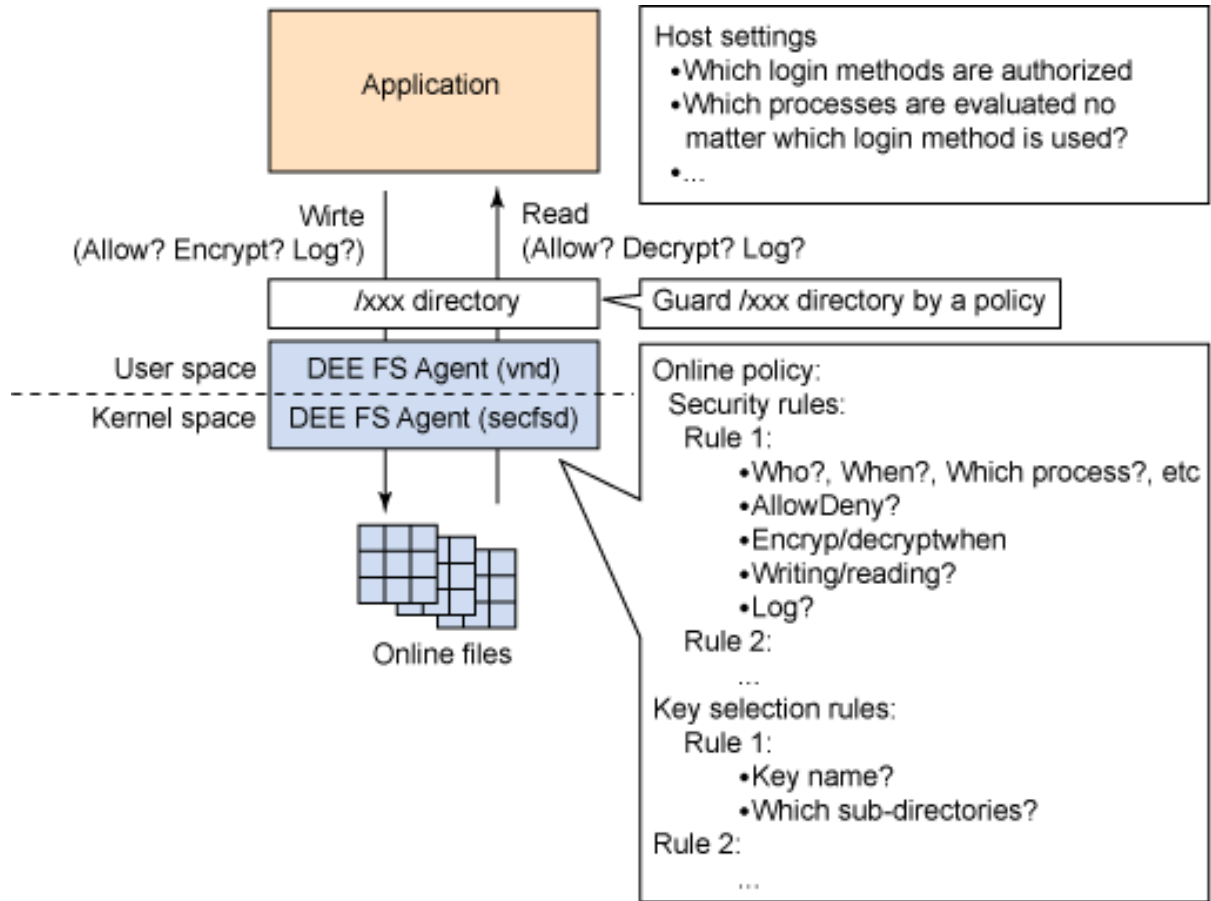 Application
Host settings
•Which login methods are authorized
•Which processes are evaluated no
matter which login method is used?
•...
Wirte
(Allow? Encrypt? Log?)
Read
(Allow? Decrypt? Log?
/xxx directory
Guard /xxx directory by a policy
User space
DEE FS Agent (vnd)
Kernel space
DEE FS Agent (secfsd)
Online files
Online policy:
Security rules:
Rule 1:
•Who?, When?, Which process?, etc
•AllowDeny?
•Encryp/decryptwhen
•Writing/reading?
•Log?
Rule 2:
...
Key selection rules:
Rule 1:
•Key name?
•Which sub-directories?
Rule 2:
...